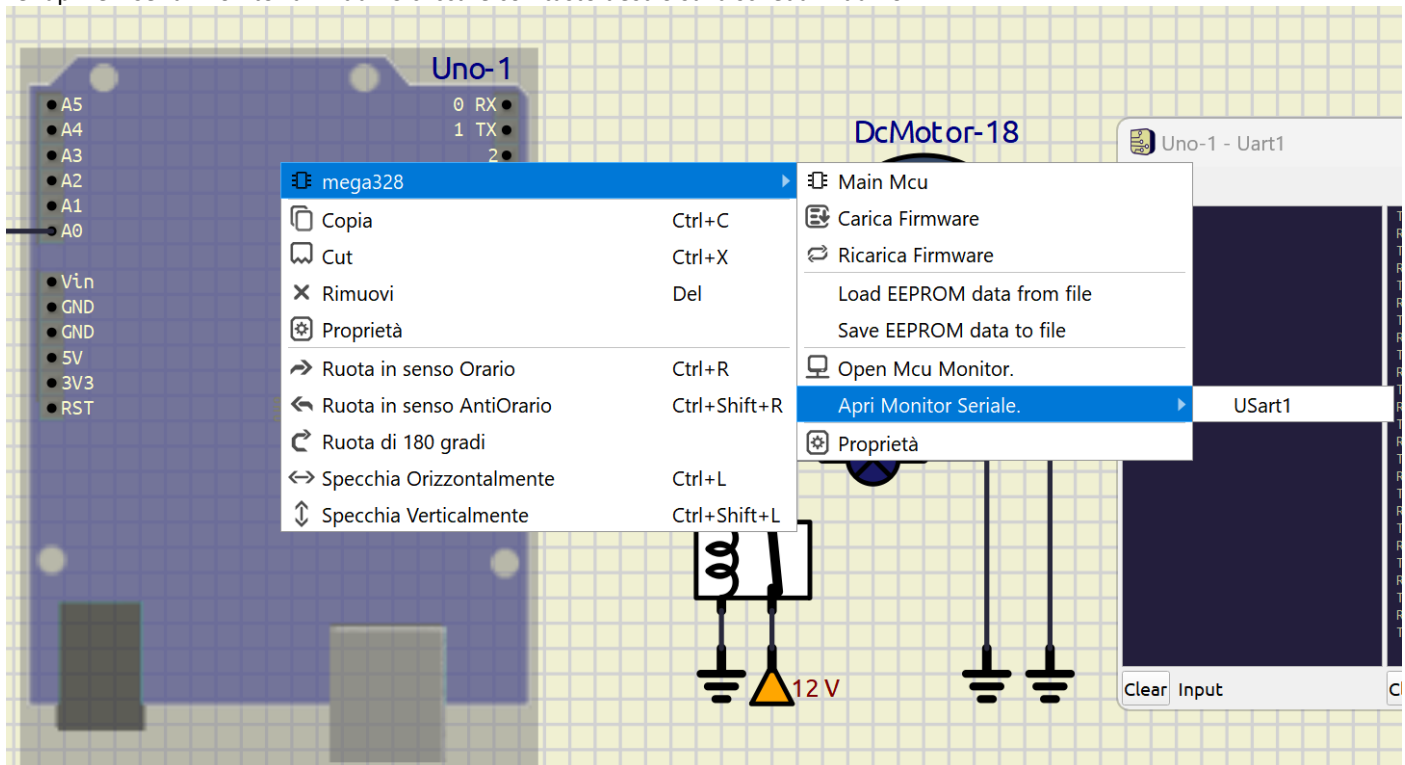 Uno-1
A5
A4
A3
A2
A1
A0
Vin
GND
GND
5V
3V3
RST
0 RX
1 TX
2
mega328
Copia Ctrl+C
Cut Ctrl+X
Rimuovi Del
Proprietà
Ruota in senso Orario Ctrl+R
Ruota in senso AntiOrario Ctrl+Shift+R
Ruota di 180 gradi
Specchia Orizzontalmente Ctrl+L
Specchia Verticalmente Ctrl+Shift+L
Main Mcu
Carica Firmware
Ricarica Firmware
Load EEPROM data from file
Save EEPROM data to file
Open Mcu Monitor.
Apri Monitor Seriale.
Proprietà
USart1
DcMotor-18
12 V
Uno-1 - Uart1
Clear Input